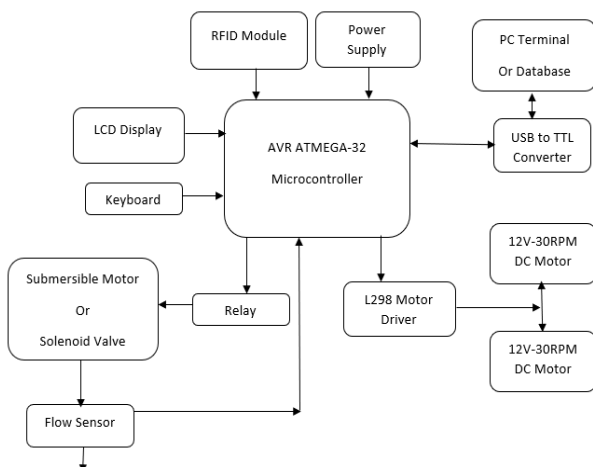 RFID Module
Power
Supply
PC Terminal
Or Database
LCD Display
AVR ATMEGA-32
Microcontroller
USB to TTL
Converter
Keyboard
12V-30RPM
DC Motor
Submersible Motor
Or
Solenoid Valve
Relay
L298 Motor
Driver
12V-30RPM
DC Motor
Flow Sensor